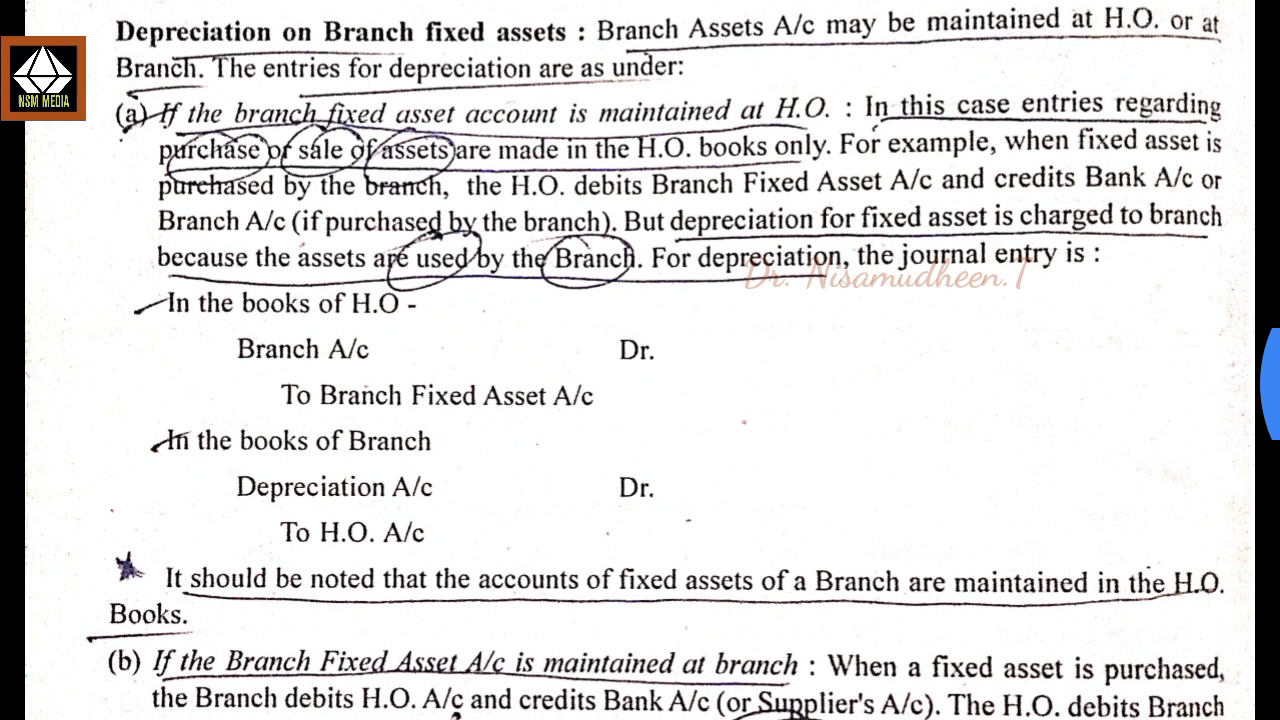 NSM MEDIA
Depreciation on Branch fixed assets : Branch Assets A/c may be maintained at H.O. or at
Branch. The entries for depreciation are as under:
(a) If the branch fixed asset account is maintained at H.O. : In this case entries regarding
purchase or sale of assets are made in the H.O. books only. For example, when fixed asset is
purchased by the branch, the H.O. debits Branch Fixed Asset A/c and credits Bank A/c or
Branch A/c (if purchased by the branch). But depreciation for fixed asset is charged to branch
because the assets are used by the Branch. For depreciation, the journal entry is :
Dr. Nisamudheen.T
In the books of H.O -
Branch A/c Dr.
To Branch Fixed Asset A/c
In the books of Branch
Depreciation A/c Dr.
To H.O. A/c
It should be noted that the accounts of fixed assets of a Branch are maintained in the H.O.
Books.
(b) If the Branch Fixed Asset A/c is maintained at branch : When a fixed asset is purchased,
the Branch debits H.O. A/c and credits Bank A/c (or Supplier's A/c). The H.O. debits Branch